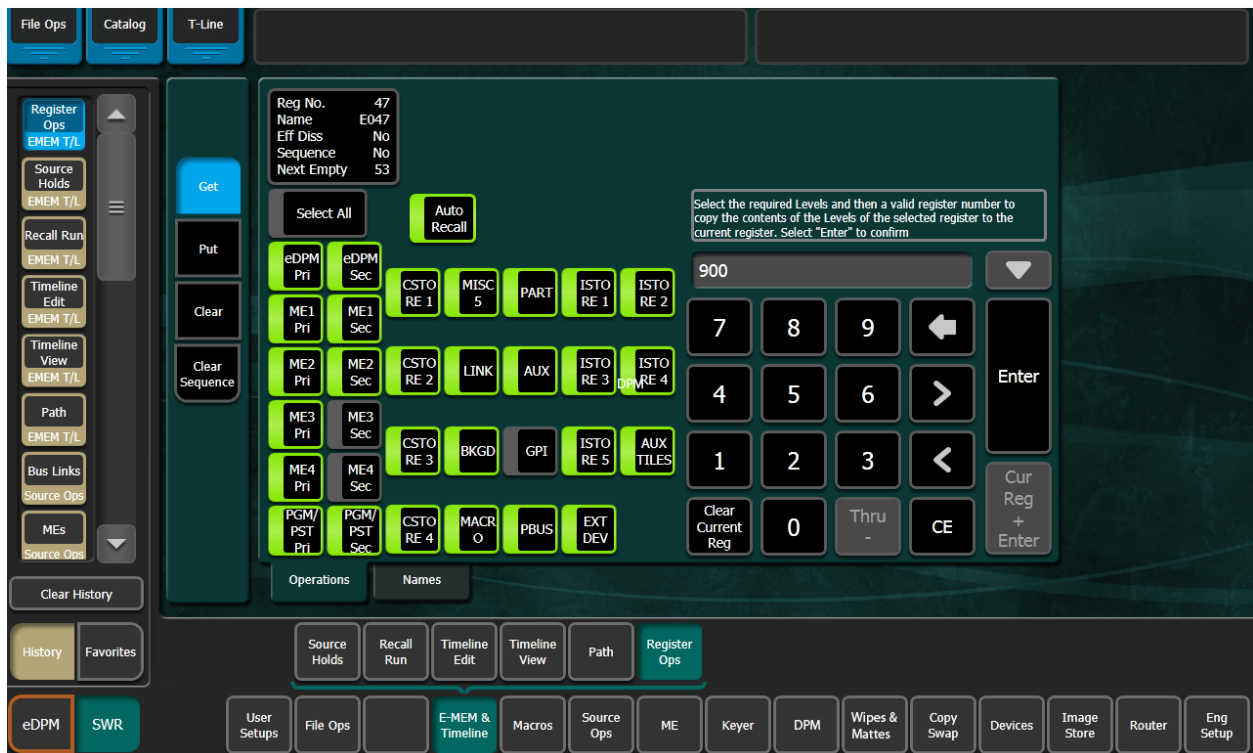 File Ops
Catalog
T-Line
Register
Ops
EMEM T/L
Source
Holds
EMEM T/L
Recall Run
EMEM T/L
Timeline
Edit
EMEM T/L
Timeline
View
EMEM T/L
Path
EMEM T/L
Bus Links
Source Ops
MEs
Source Ops
Clear History
History
Favorites
eDPM
SWR
Get
Put
Clear
Clear
Sequence
Reg No. 47
Name E047
Eff Diss No
Sequence No
Next Empty 53
Select All
Auto
Recall
eDPM
Pri
eDPM
Sec
ME1
Pri
ME1
Sec
ME2
Pri
ME2
Sec
ME3
Pri
ME3
Sec
ME4
Pri
ME4
Sec
PGM/
PST
Pri
PGM/
PST
Sec
CSTO
RE 1
MISC
5
PART
ISTO
RE 1
ISTO
RE 2
CSTO
RE 2
LINK
AUX
ISTO
RE 3
DPM
ISTO
RE 4
CSTO
RE 3
BKGD
GPI
ISTO
RE 5
AUX
TILES
CSTO
RE 4
MACR
O
PBUS
EXT
DEV
Select the required Levels and then a valid register number to
copy the contents of the Levels of the selected register to the
current register. Select "Enter" to confirm
900
7
8
9
4
5
6
>
Enter
1
2
3
<
Clear
Current
Reg
0
Thru
-
CE
Cur
Reg
+
Enter
Operations
Names
Source
Holds
Recall
Run
Timeline
Edit
Timeline
View
Path
Register
Ops
User
Setups
File Ops
E-MEM &
Timeline
Macros
Source
Ops
ME
Keyer
DPM
Wipes &
Mattes
Copy
Swap
Devices
Image
Store
Router
Eng
Setup